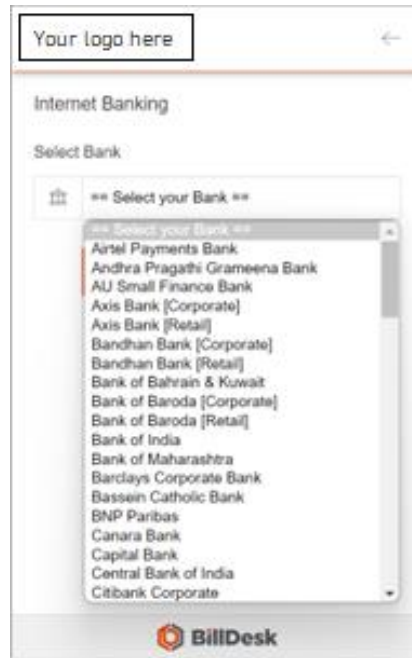 Your logo here
Internet Banking
Select Bank
== Select your Bank ==
== Select your Bank ==
Airtel Payments Bank
Andhra Pragathi Grameena Bank
AU Small Finance Bank
Axis Bank [Corporate]
Axis Bank [Retail]
Bandhan Bank [Corporate]
Bandhan Bank [Retail]
Bank of Bahrain & Kuwait
Bank of Baroda [Corporate]
Bank of Baroda [Retail]
Bank of India
Bank of Maharashtra
Barclays Corporate Bank
Bassein Catholic Bank
BNP Paribas
Canara Bank
Capital Bank
Central Bank of India
Citibank Corporate
BillDesk